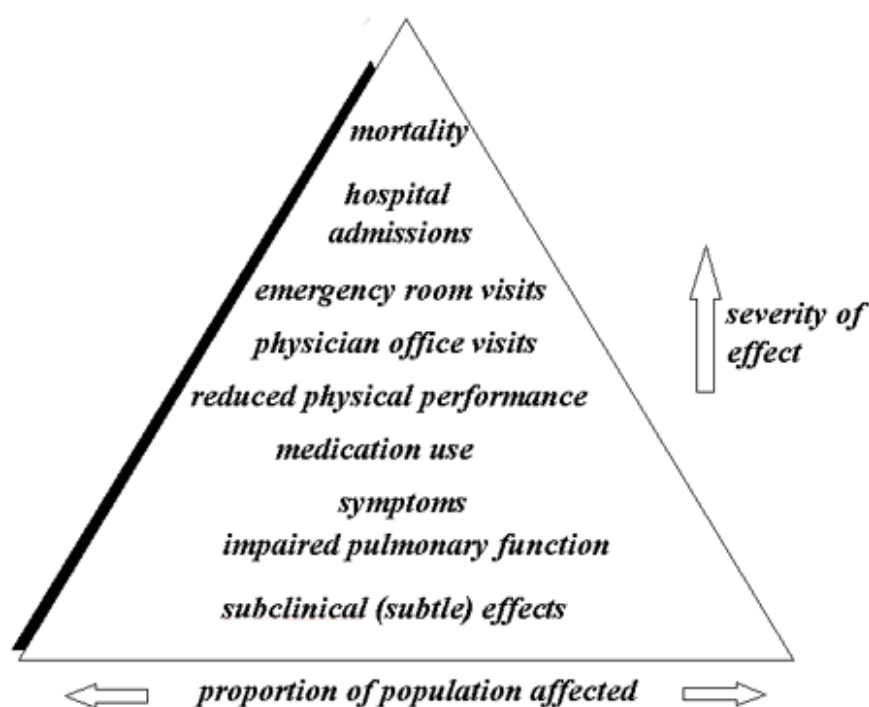 mortality
hospital
admissions
emergency room visits
physician office visits
severity of
effect
reduced physical performance
medication use
symptoms
impaired pulmonary function
subclinical (subtle) effects
proportion of population affected